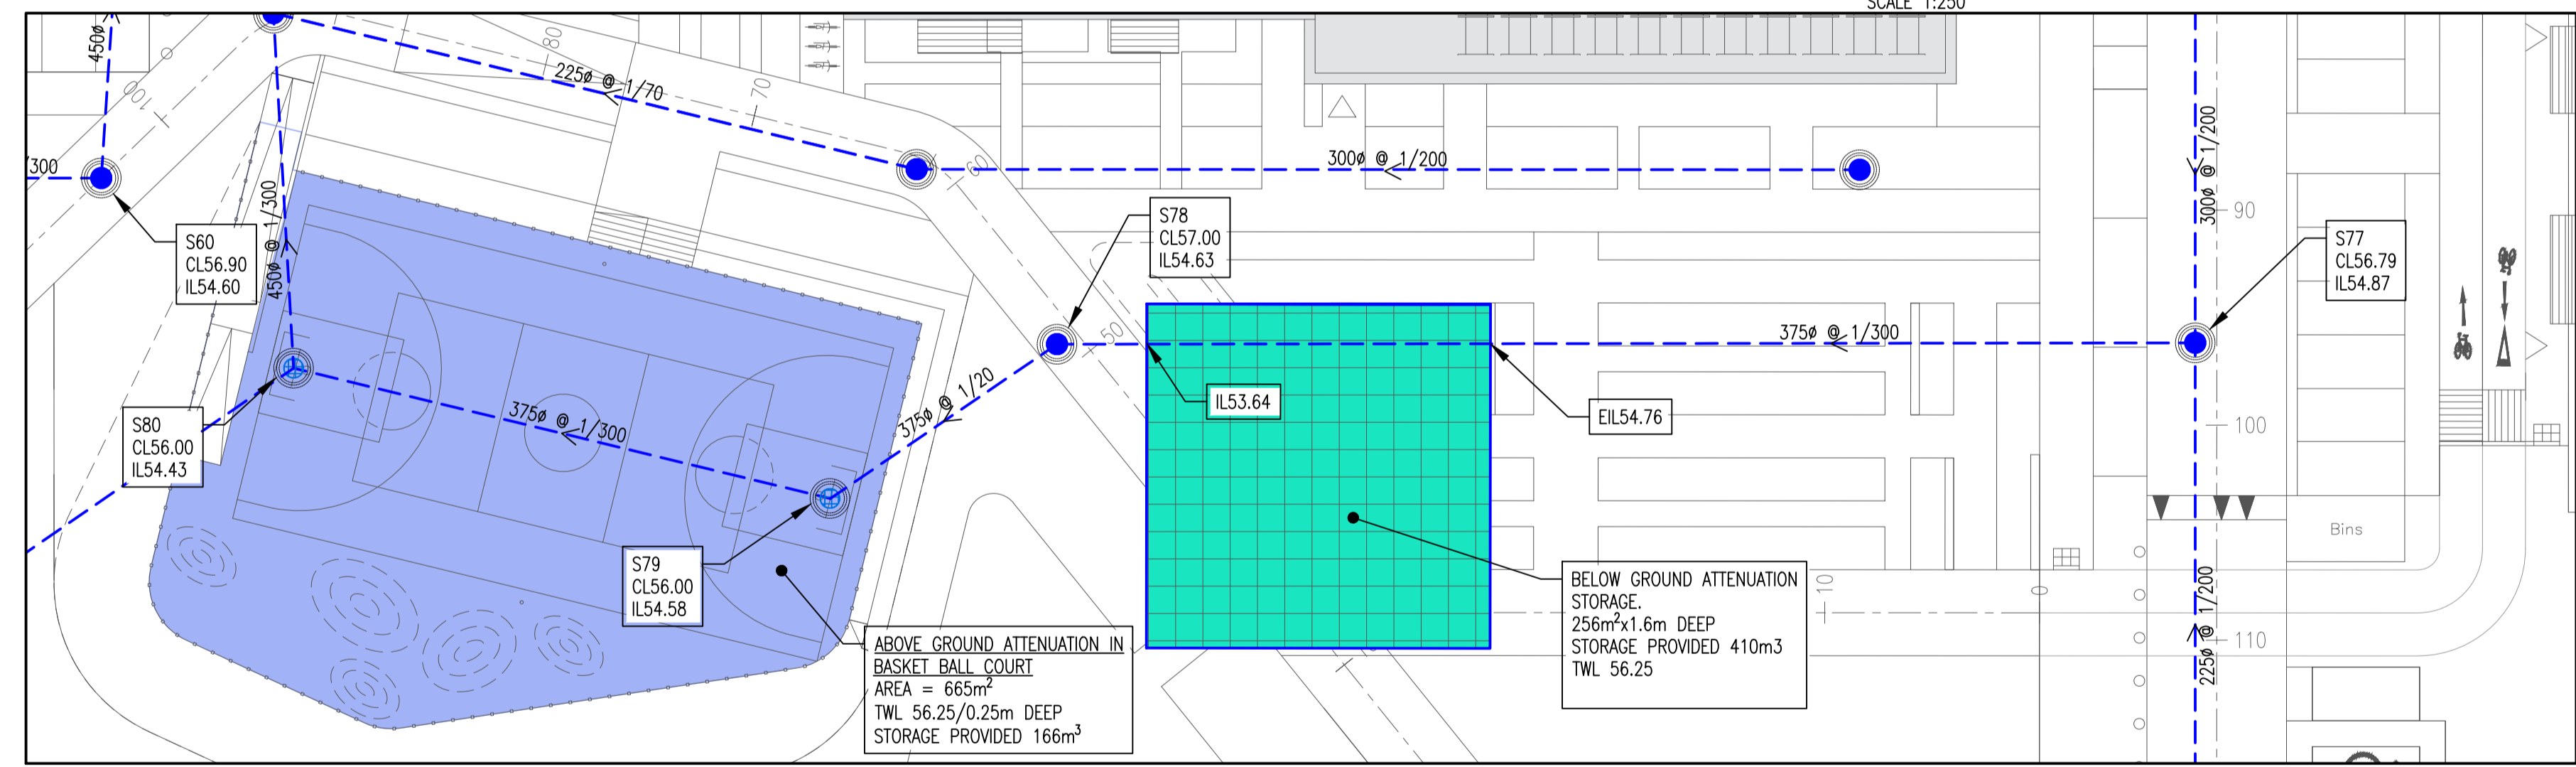 SCALE 1:250
450ø
80
225ø @ 1/70
70
100
/300
60
300ø @ 1/200
300ø @ 1/200
90
S60
CL56.90
IL54.60
450ø @ 1/300
S78
CL57.00
IL54.63
S77
CL56.79
IL54.87
50
375ø @ 1/300
375ø @ 1/20
IL53.64
EIL54.76
S80
CL56.00
IL54.43
375ø @ 1/300
100
Bins
S79
CL56.00
IL54.58
BELOW GROUND ATTENUATION
STORAGE.
256m²x1.6m DEEP
STORAGE PROVIDED 410m3
TWL 56.25
10
0
225ø @ 1/200
110
ABOVE GROUND ATTENUATION IN
BASKET BALL COURT
AREA = 665m²
TWL 56.25/0.25m DEEP
STORAGE PROVIDED 166m³